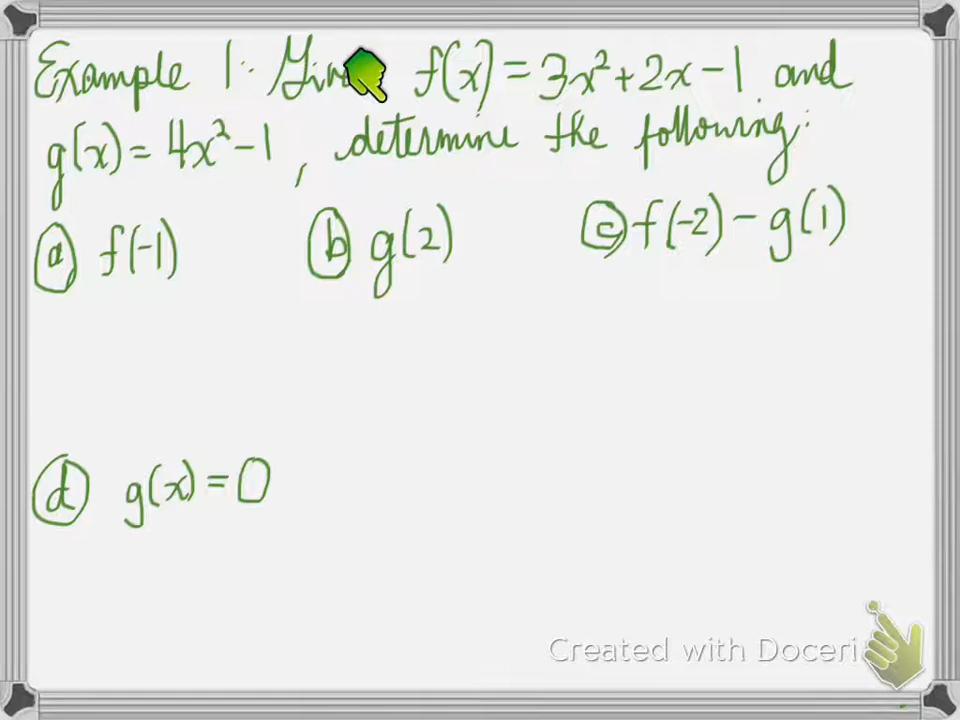 Example 1: Given f(x) = 3x² + 2x - 1 and
g(x) = 4x² - 1, determine the following:
ⓐ f(-1) ⓑ g(2) ⓒ f(-2) - g(1)
ⓓ g(x) = 0
Created with Doceri